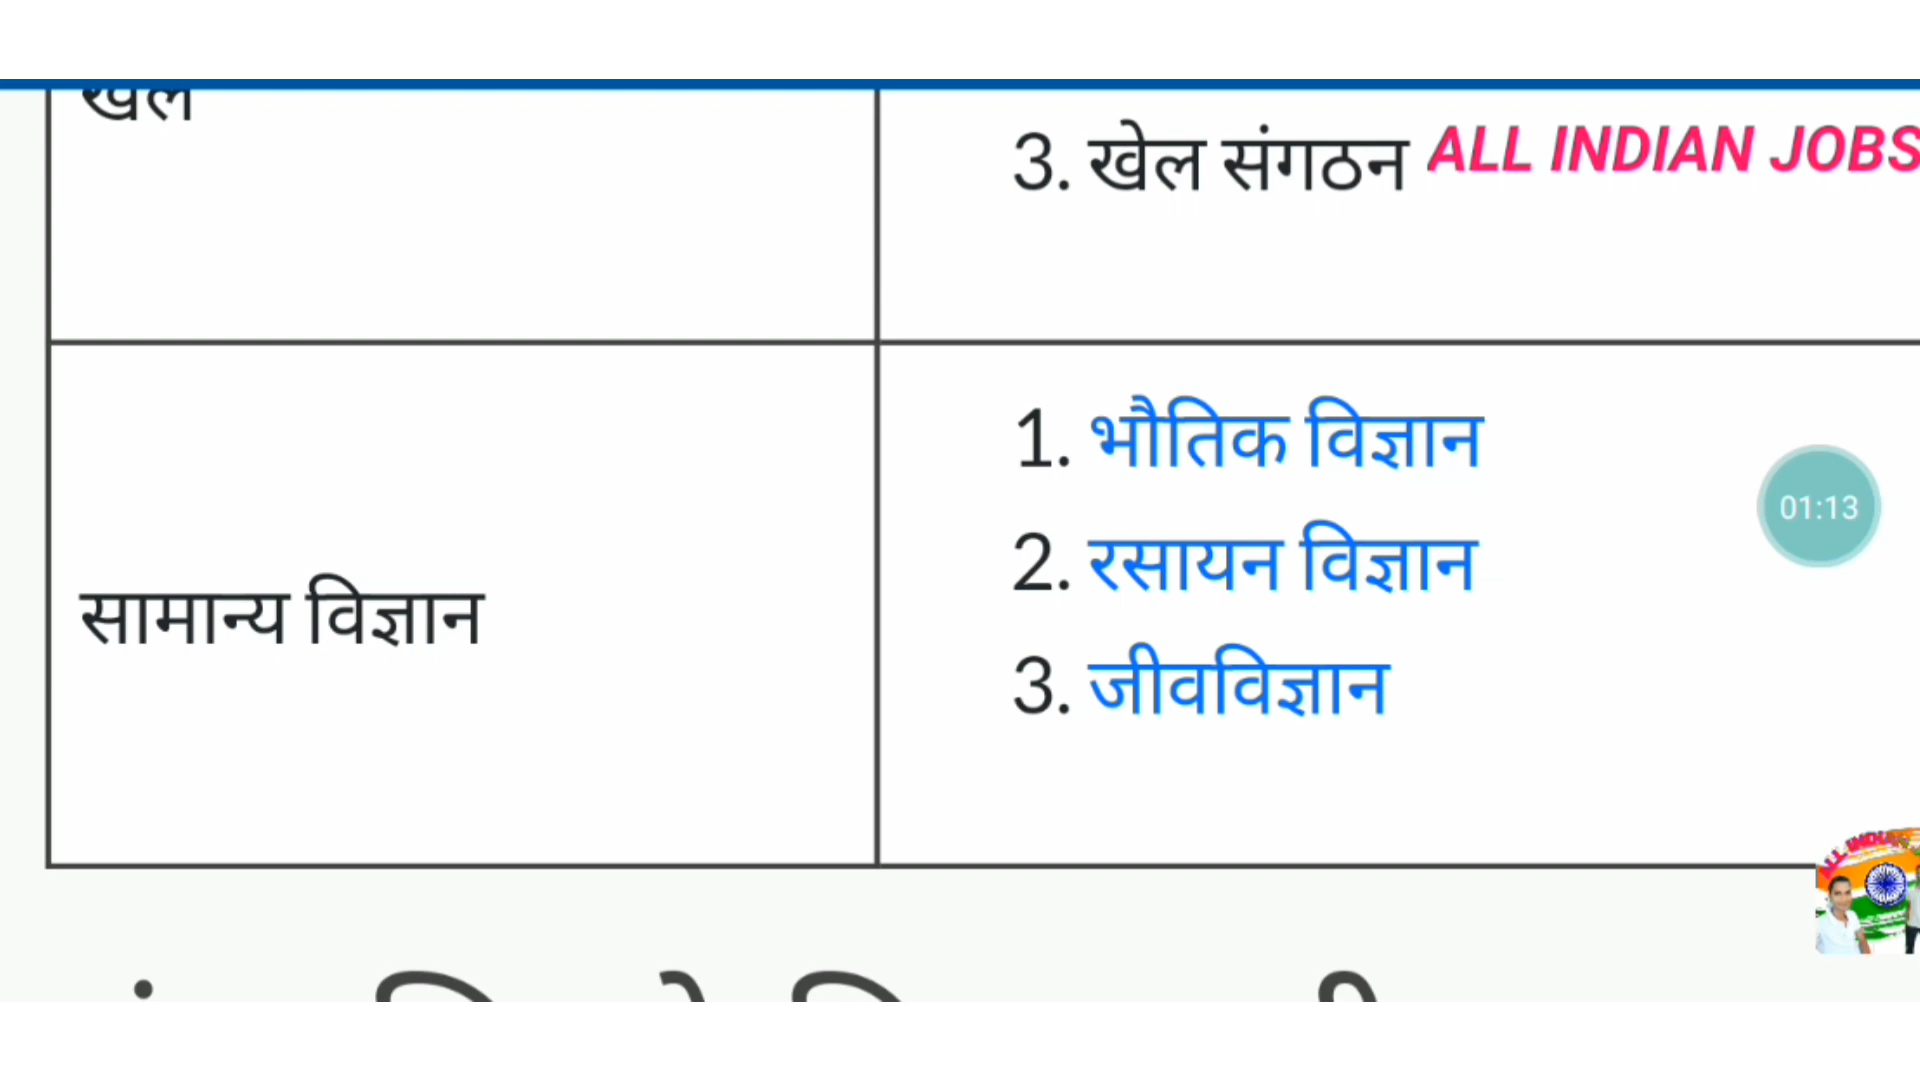 खेल
3. खेल संगठन
ALL INDIAN JOBS
1. भौतिक विज्ञान
2. रसायन विज्ञान
3. जीवविज्ञान
सामान्य विज्ञान
01:13